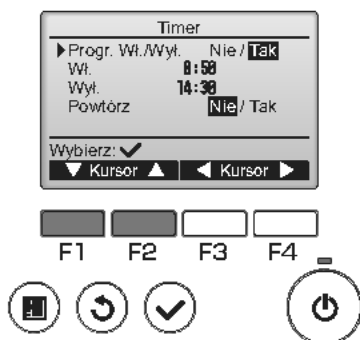 Timer
Progr. Wł./Wył. Nie / Tak
Wł. 8:50
Wył. 14:30
Powtórz Nie / Tak
Wybierz:
Kursor Kursor
F1 F2 F3 F4